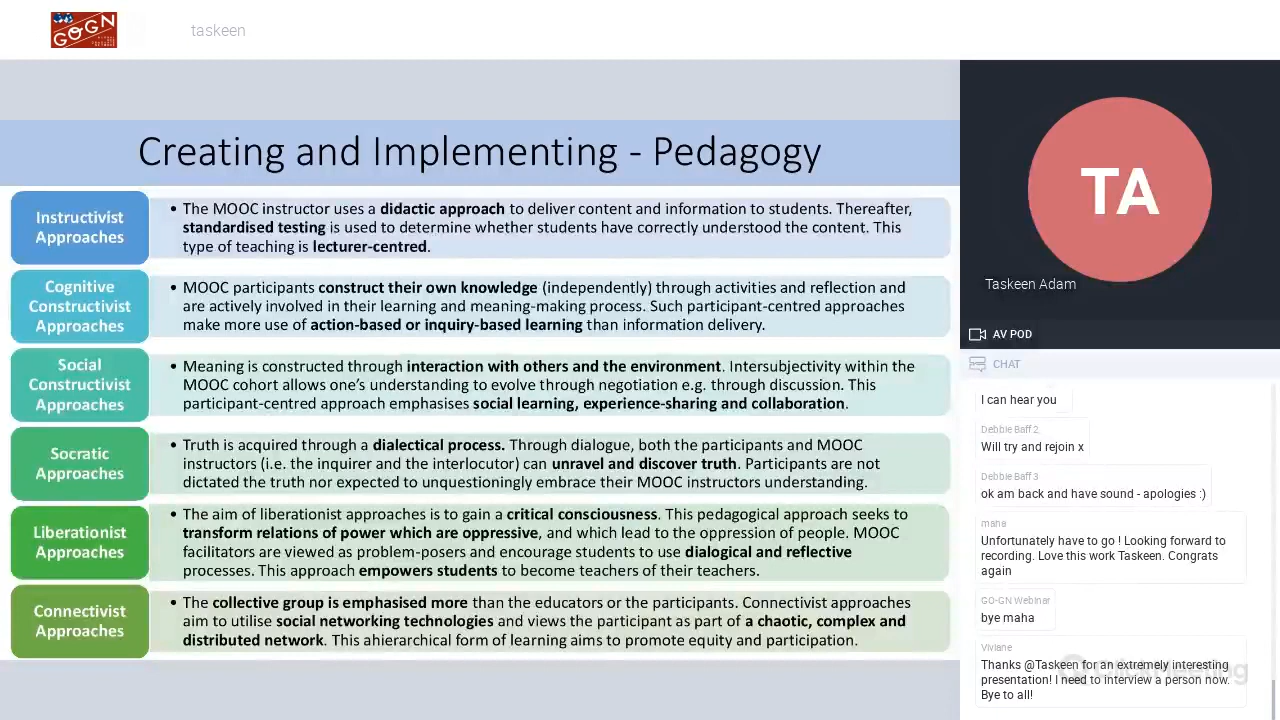 GOGN
taskeen
Creating and Implementing - Pedagogy
Instructivist
Approaches
• The MOOC instructor uses a didactic approach to deliver content and information to students. Thereafter,
standardised testing is used to determine whether students have correctly understood the content. This
type of teaching is lecturer-centred.
Cognitive
Constructivist
Approaches
• MOOC participants construct their own knowledge (independently) through activities and reflection and
are actively involved in their learning and meaning-making process. Such participant-centred approaches
make more use of action-based or inquiry-based learning than information delivery.
Social
Constructivist
Approaches
• Meaning is constructed through interaction with others and the environment. Intersubjectivity within the
MOOC cohort allows one's understanding to evolve through negotiation e.g. through discussion. This
participant-centred approach emphasises social learning, experience-sharing and collaboration.
Socratic
Approaches
• Truth is acquired through a dialectical process. Through dialogue, both the participants and MOOC
instructors (i.e. the inquirer and the interlocutor) can unravel and discover truth. Participants are not
dictated the truth nor expected to unquestioningly embrace their MOOC instructors understanding.
Liberationist
Approaches
• The aim of liberationist approaches is to gain a critical consciousness. This pedagogical approach seeks to
transform relations of power which are oppressive, and which lead to the oppression of people. MOOC
facilitators are viewed as problem-posers and encourage students to use dialogical and reflective
processes. This approach empowers students to become teachers of their teachers.
Connectivist
Approaches
• The collective group is emphasised more than the educators or the participants. Connectivist approaches
aim to utilise social networking technologies and views the participant as part of a chaotic, complex and
distributed network. This ahierarchical form of learning aims to promote equity and participation.
TA
Taskeen Adam
AV POD
CHAT
I can hear you
Debbie Baff 2
Will try and rejoin x
Debbie Baff 3
ok am back and have sound - apologies :)
maha
Unfortunately have to go ! Looking forward to
recording. Love this work Taskeen. Congrats
again
GO-GN Webinar
bye maha
Viviane
Thanks @Taskeen for an extremely interesting
presentation! I need to interview a person now.
Bye to all!
ClickMeeting